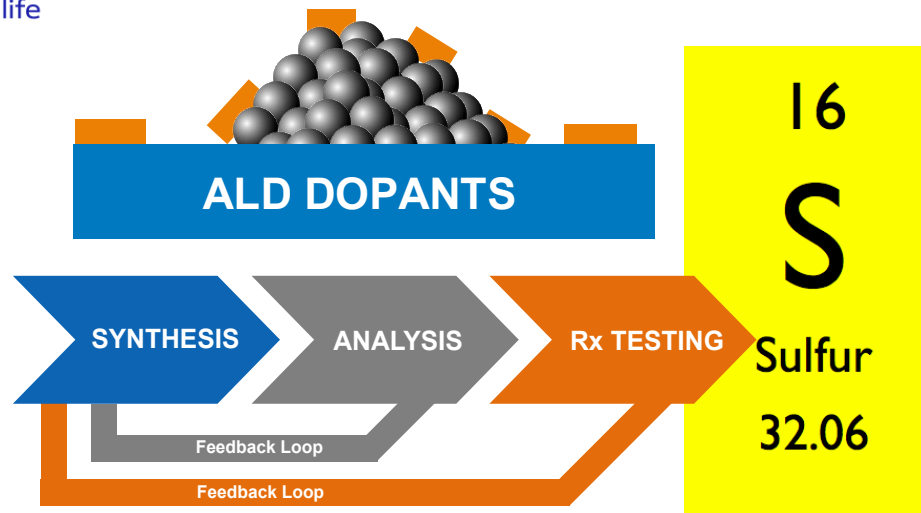 life
ALD DOPANTS
16
S
Sulfur
32.06
SYNTHESIS
ANALYSIS
Rx TESTING
Feedback Loop
Feedback Loop